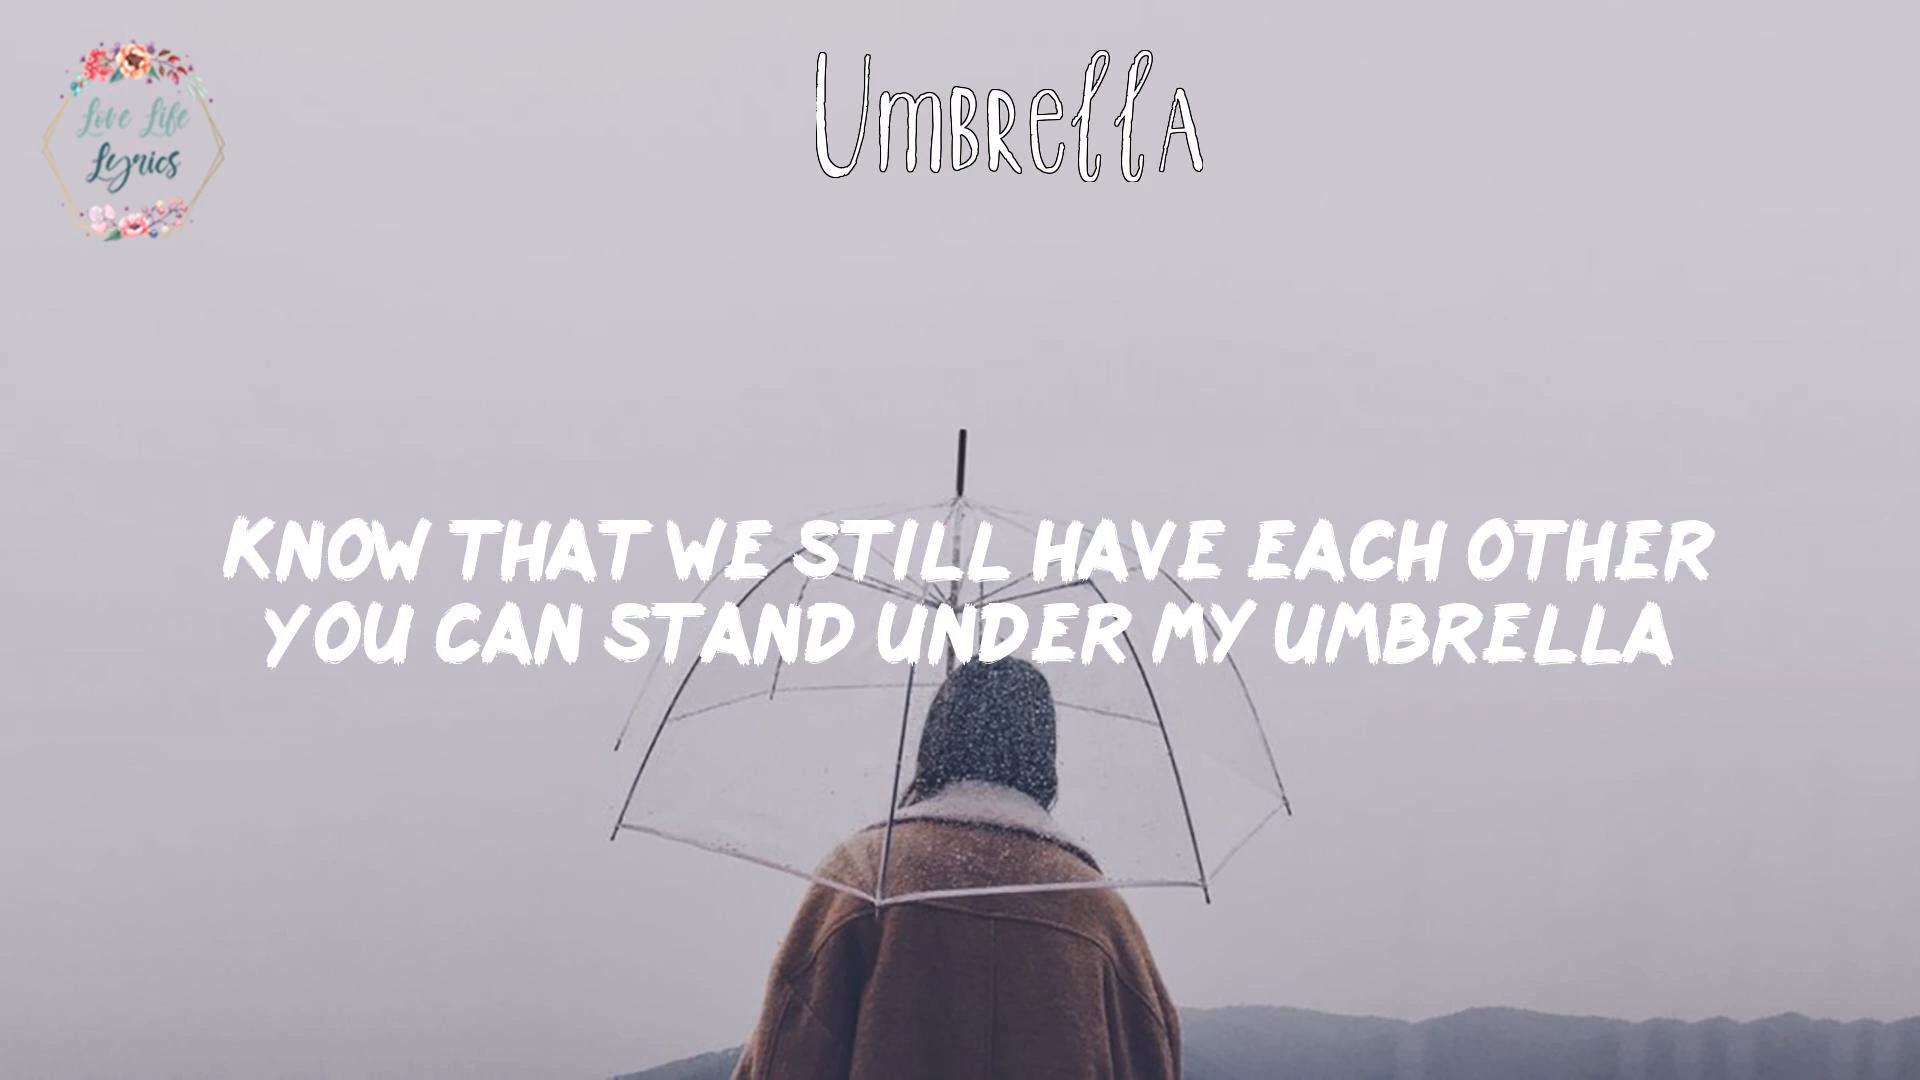 Umbrella
Love Life
Lyrics
KNOW THAT WE STILL HAVE EACH OTHER
YOU CAN STAND UNDER MY UMBRELLA